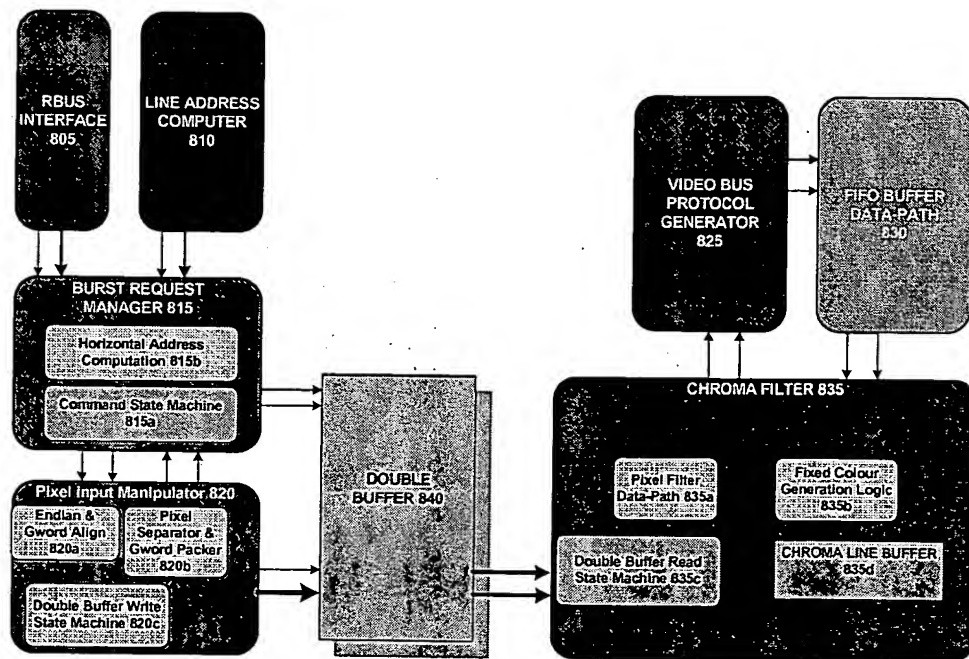 RBUS
INTERFACE
805
LINE ADDRESS
COMPUTER
810
VIDEO BUS
PROTOCOL
GENERATOR
825
FIFO BUFFER
DATA-PATH
830
BURST REQUEST
MANAGER 815
Horizontal Address
Computation 815b
Command State Machine
815a
Pixel Input Manipulator 820
Endian &
Gword Align
820a
Pixel
Separator &
Gword Packer
820b
Double Buffer Write
State Machine 820c
DOUBLE
BUFFER 840
CHROMA FILTER 835
Pixel Filter
Data-Path 835a
Fixed Colour
Generation Logic
835b
Double Buffer Read
State Machine 835c
CHROMA LINE BUFFER
835d